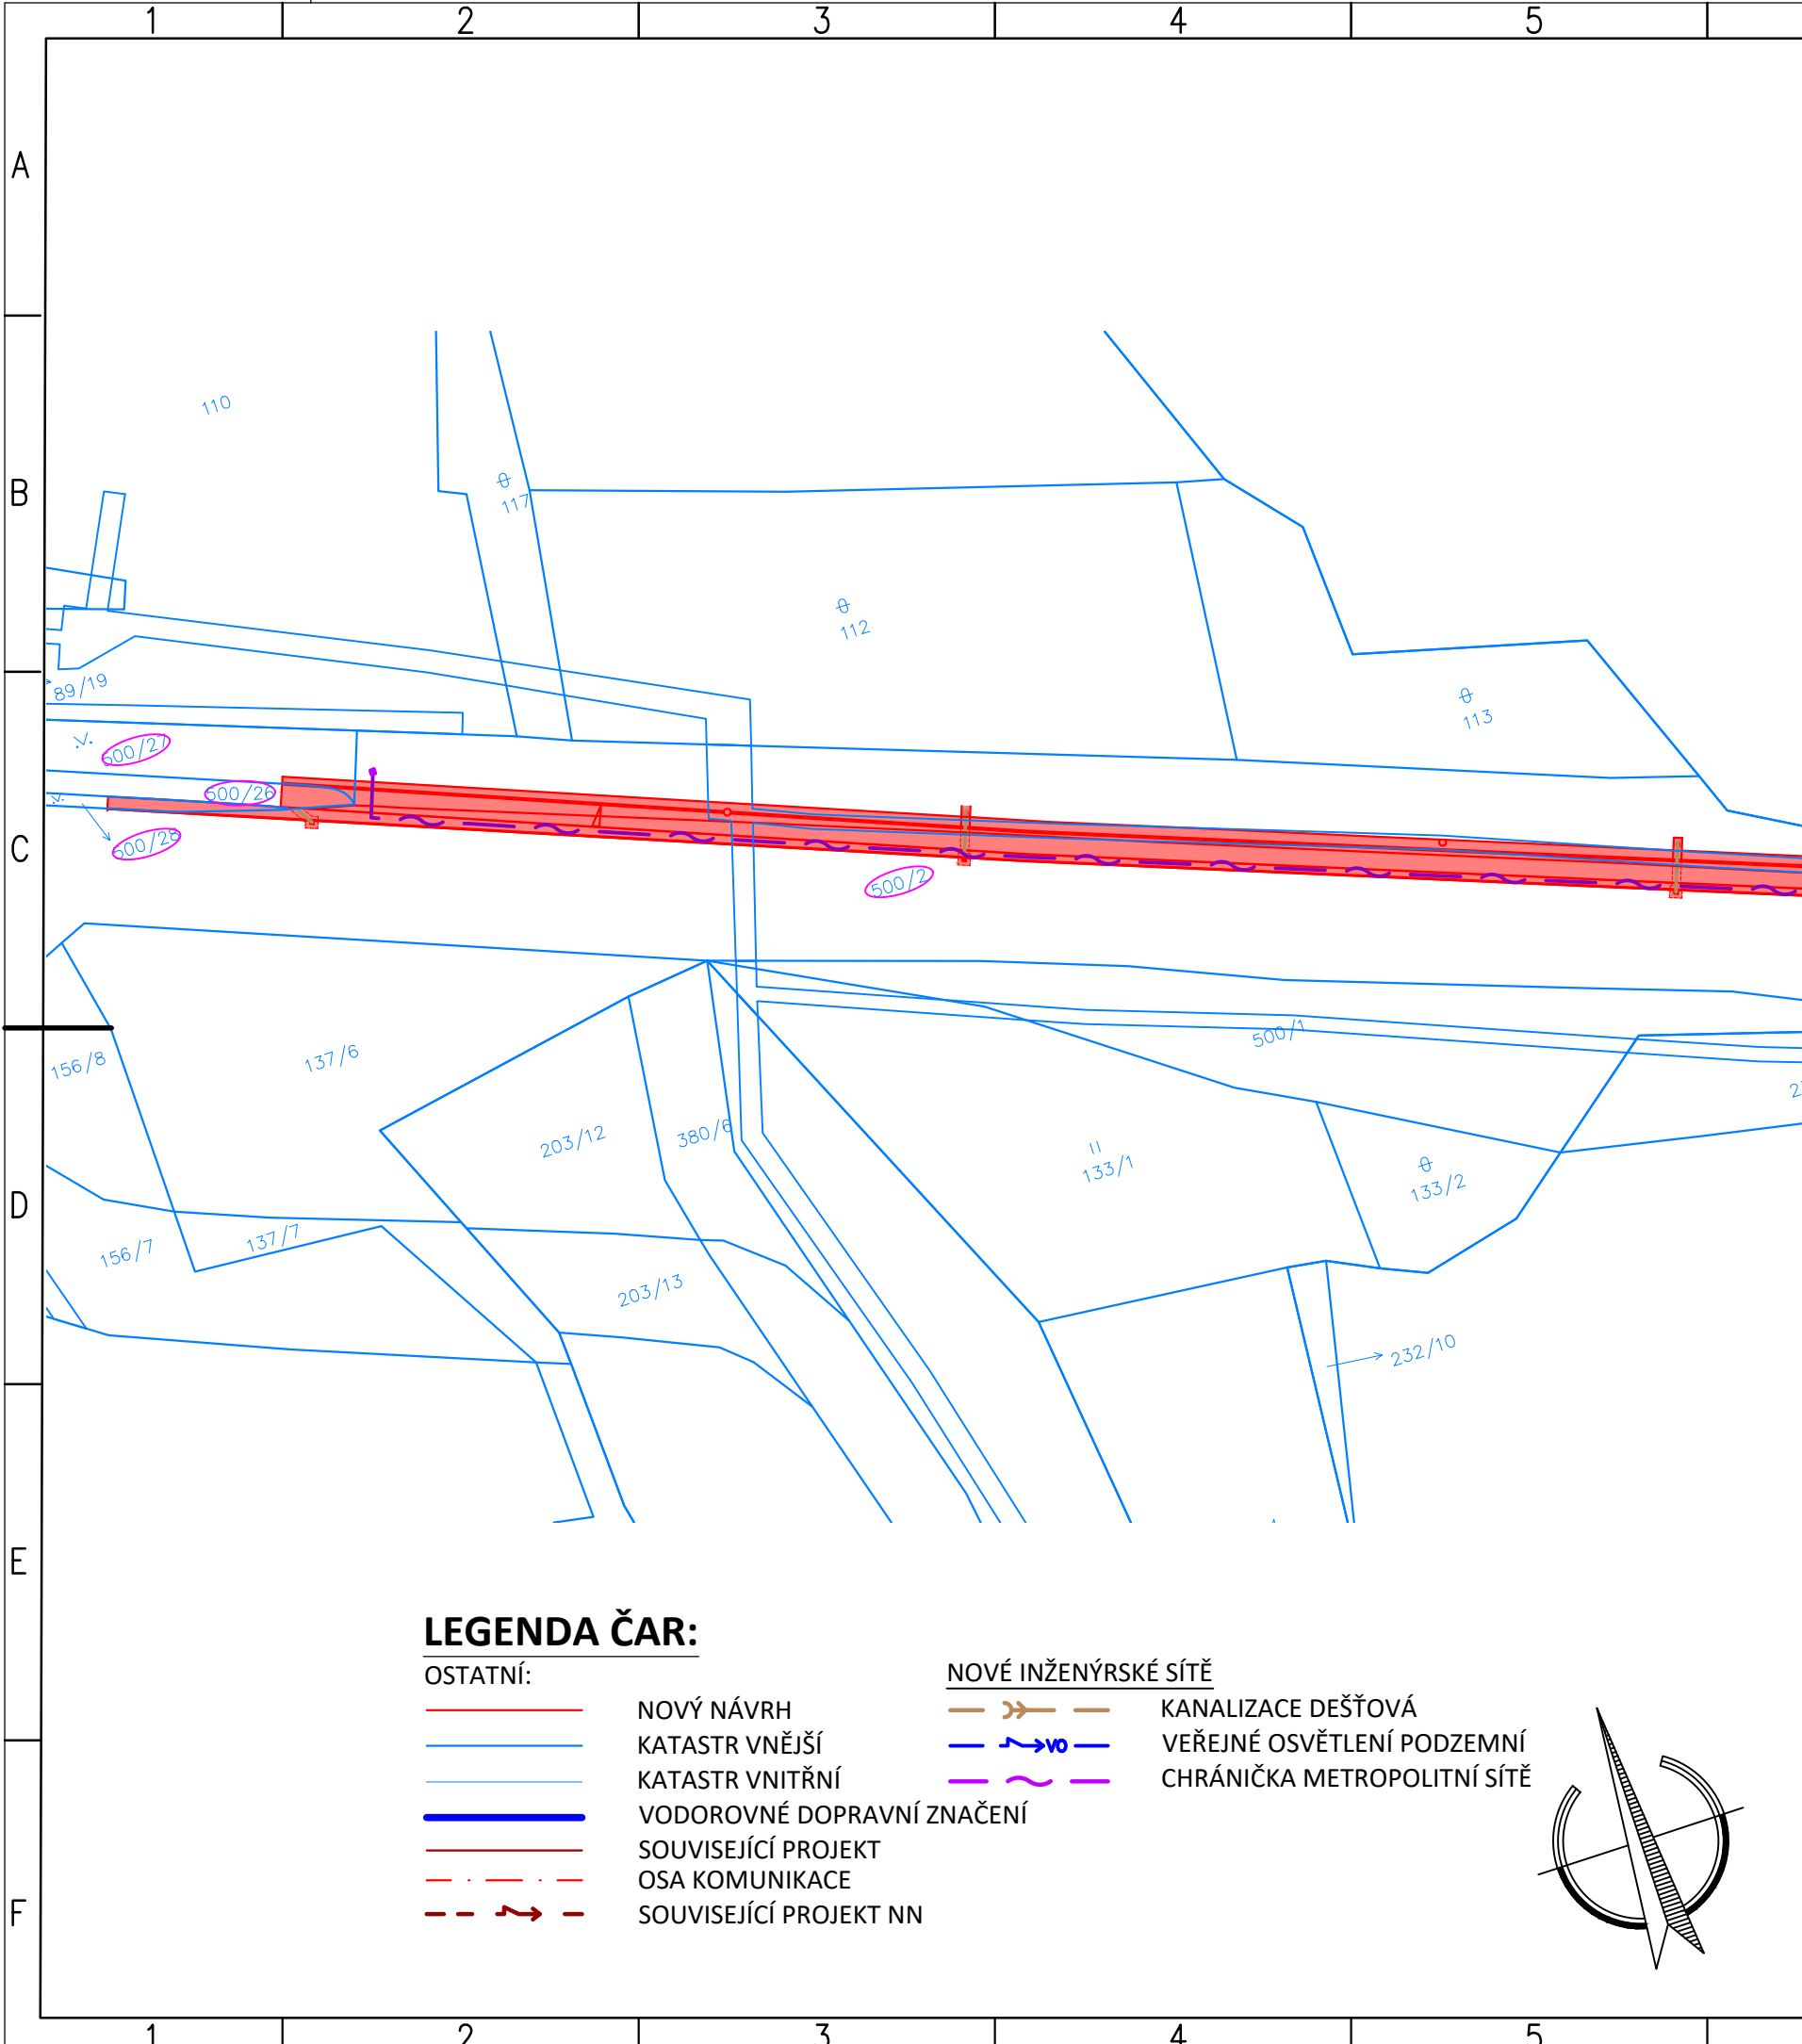 1 2 3 4 5
A
B
C
D
E
F
110
117
112
113
89/19
.V.
500/27
500/26
v.
500/28
500/2
500/1
156/8
137/6
203/12
380/6
133/1
133/2
156/7
137/7
203/13
232/10
LEGENDA ČAR:
OSTATNÍ:
NOVÝ NÁVRH
KATASTR VNĚJŠÍ
KATASTR VNITŘNÍ
VODOROVNÉ DOPRAVNÍ ZNAČENÍ
SOUVISEJÍCÍ PROJEKT
OSA KOMUNIKACE
SOUVISEJÍCÍ PROJEKT NN
NOVÉ INŽENÝRSKÉ SÍTĚ
KANALIZACE DEŠŤOVÁ
VO VEŘEJNÉ OSVĚTLENÍ PODZEMNÍ
CHRÁNIČKA METROPOLITNÍ SÍTĚ
1 2 3 4 5